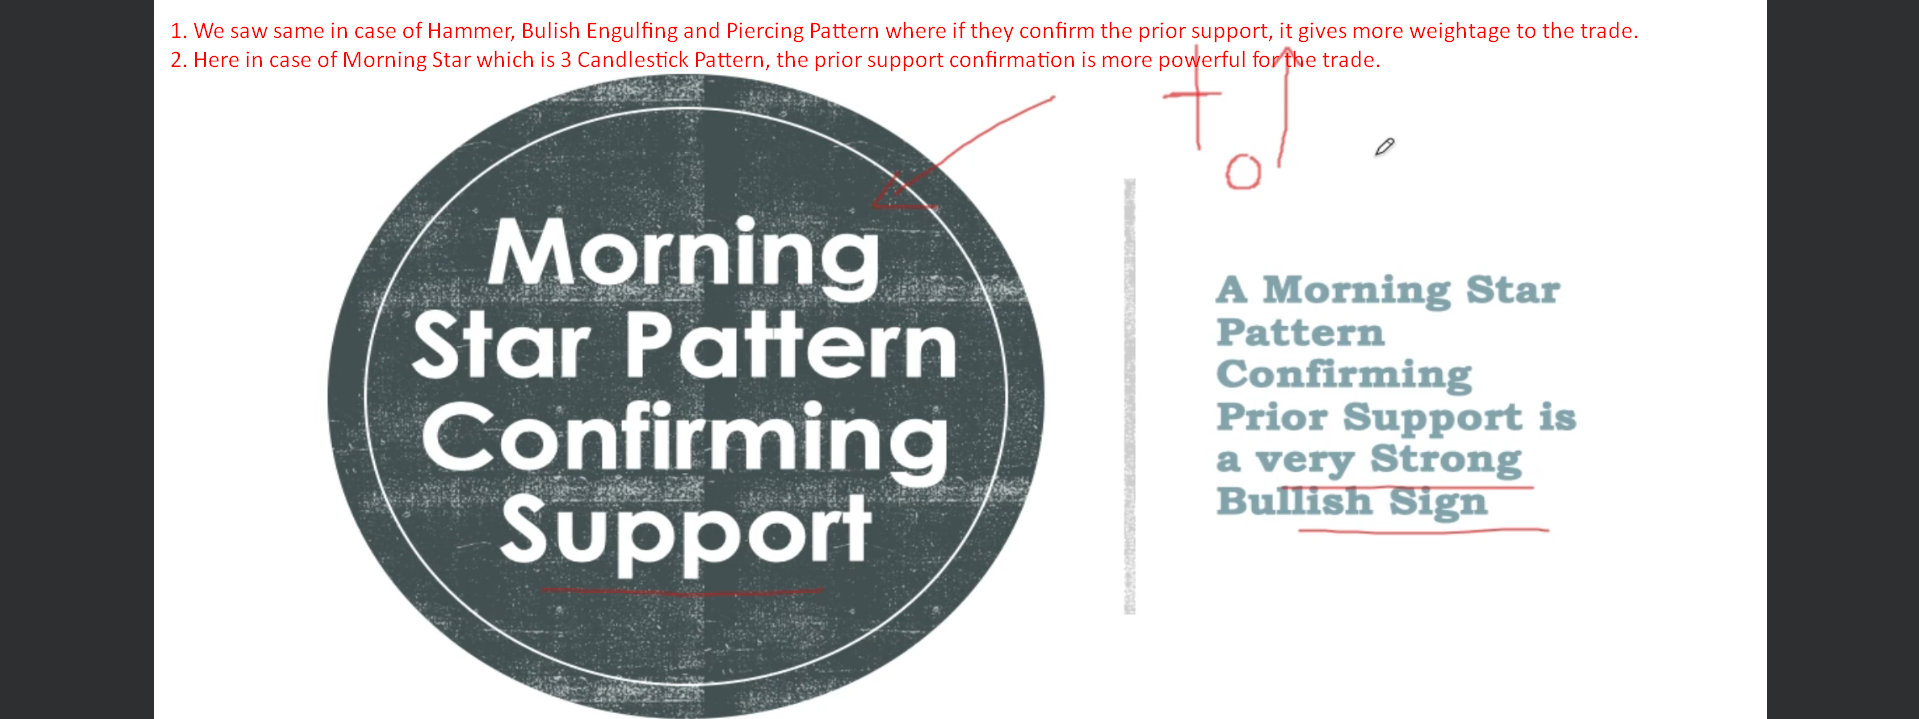 1. We saw same in case of Hammer, Bulish Engulfing and Piercing Pattern where if they confirm the prior support, it gives more weightage to the trade.
2. Here in case of Morning Star which is 3 Candlestick Pattern, the prior support confirmation is more powerful for the trade.
Morning
Star Pattern
Confirming
Support
A Morning Star
Pattern
Confirming
Prior Support is
a very Strong
Bullish Sign